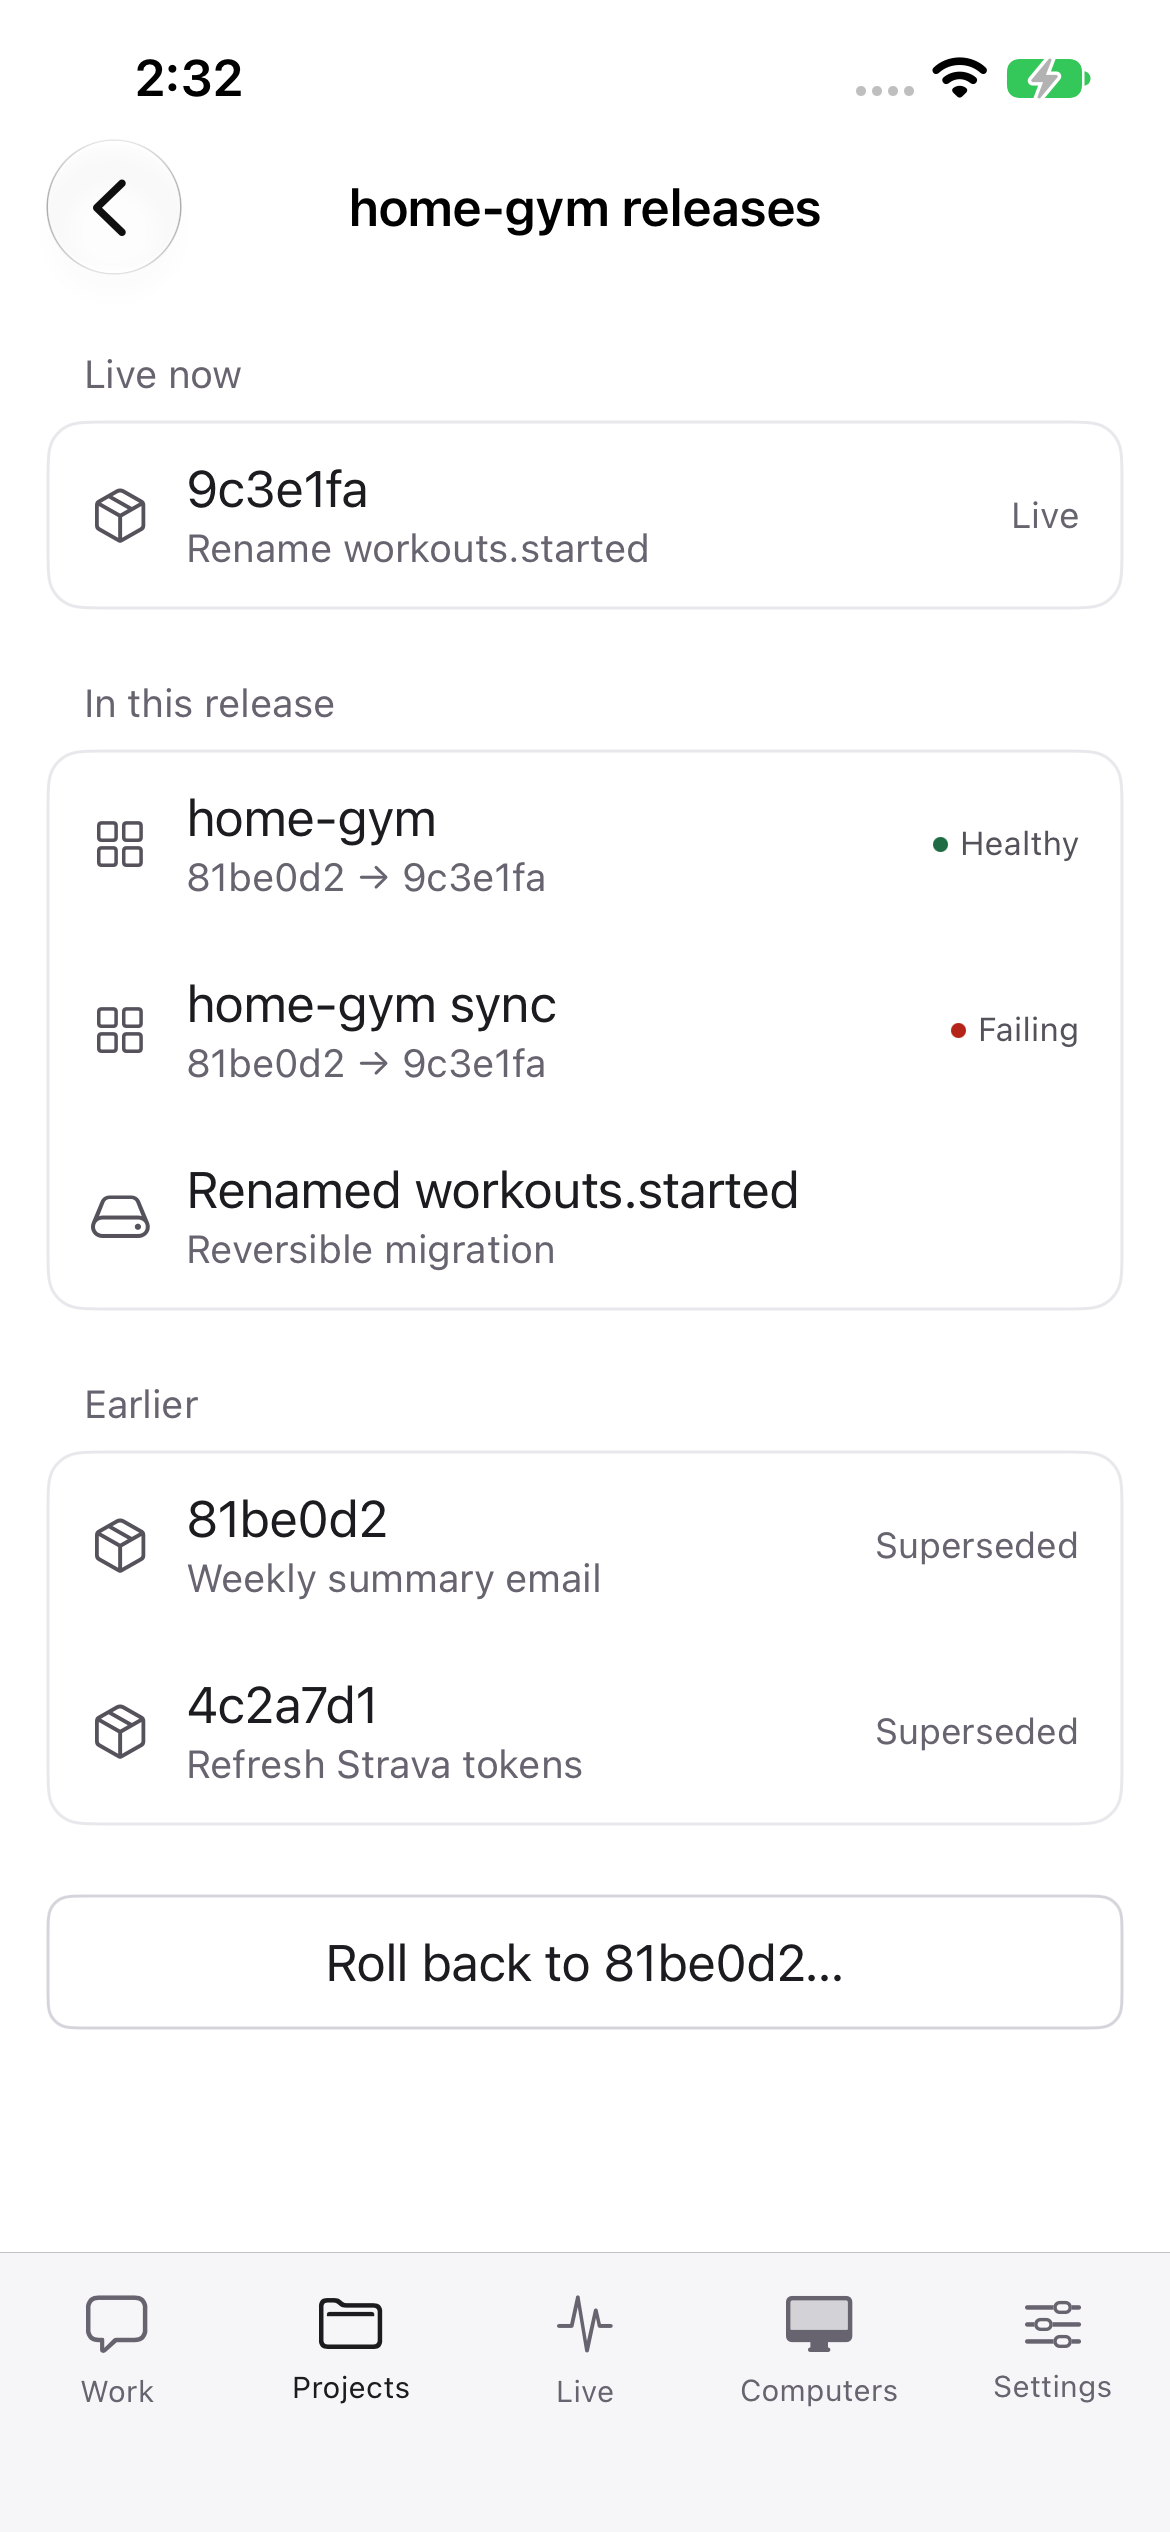 2:32
home-gym releases
Live now
9c3e1fa
Rename workouts.started
Live
In this release
home-gym
81be0d2 → 9c3e1fa
Healthy
home-gym sync
81be0d2 → 9c3e1fa
Failing
Renamed workouts.started
Reversible migration
Earlier
81be0d2
Weekly summary email
Superseded
4c2a7d1
Refresh Strava tokens
Superseded
Roll back to 81be0d2...
Work
Projects
Live
Computers
Settings